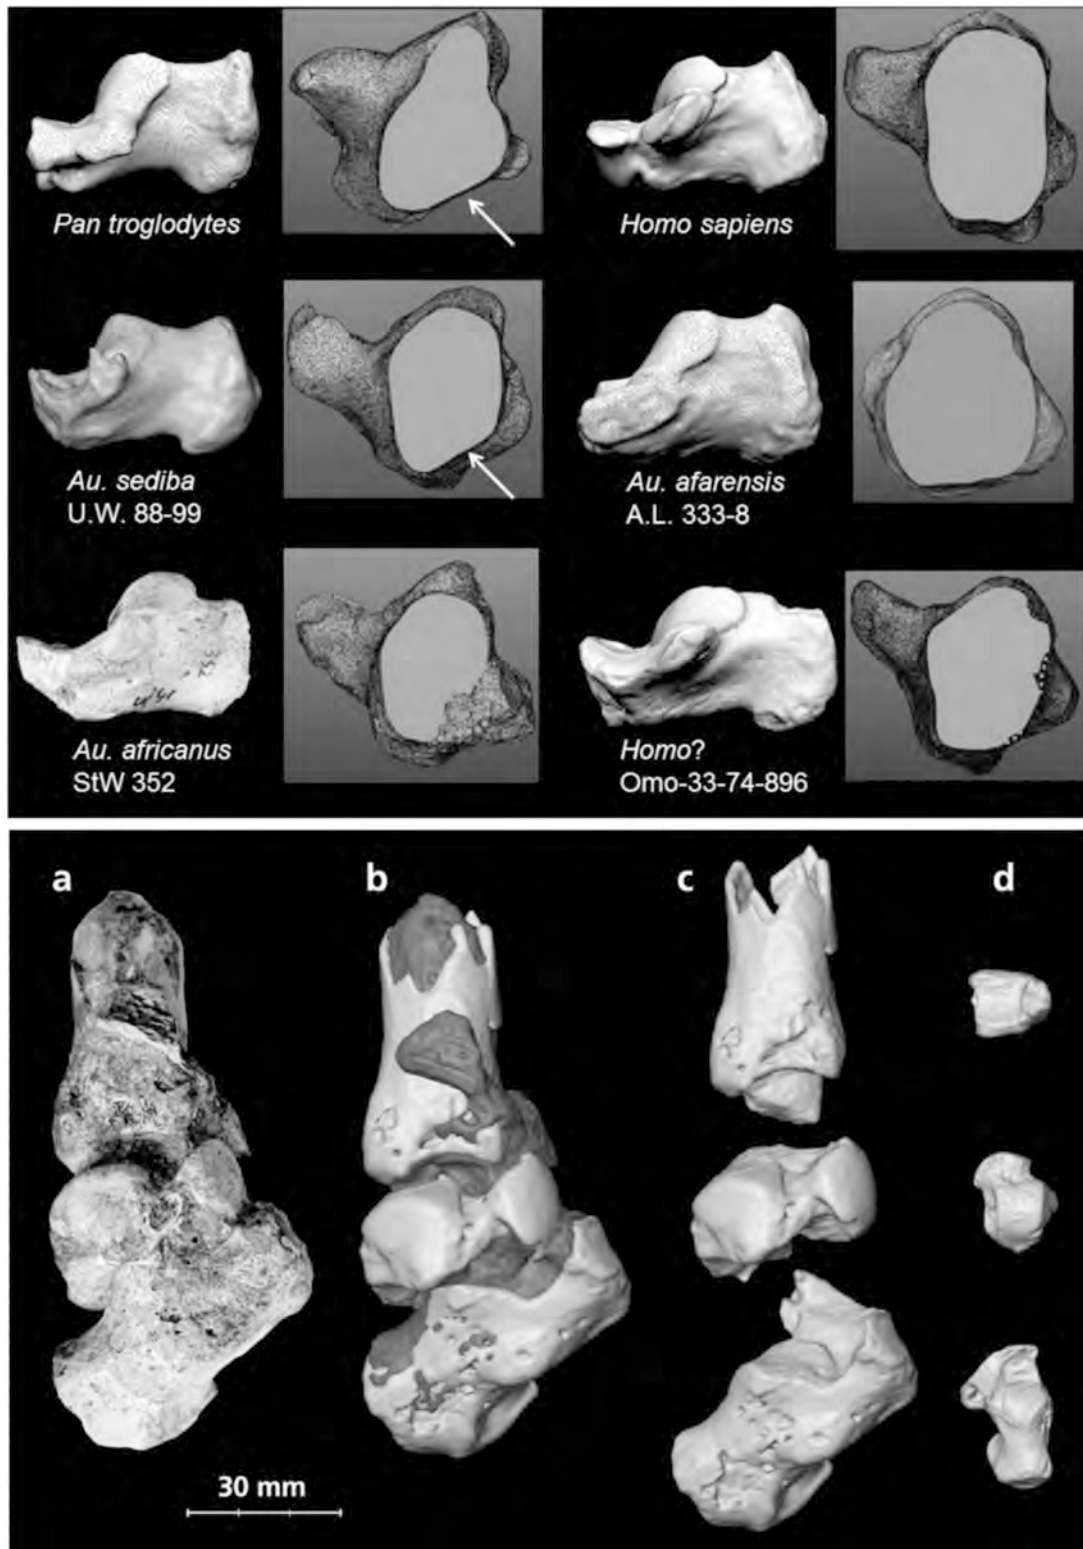 Pan troglodytes
Homo sapiens
Au. sediba
U.W. 88-99
Au. afarensis
A.L. 333-8
Au. africanus
StW 352
Homo?
Omo-33-74-896
a
b
c
d
30 mm